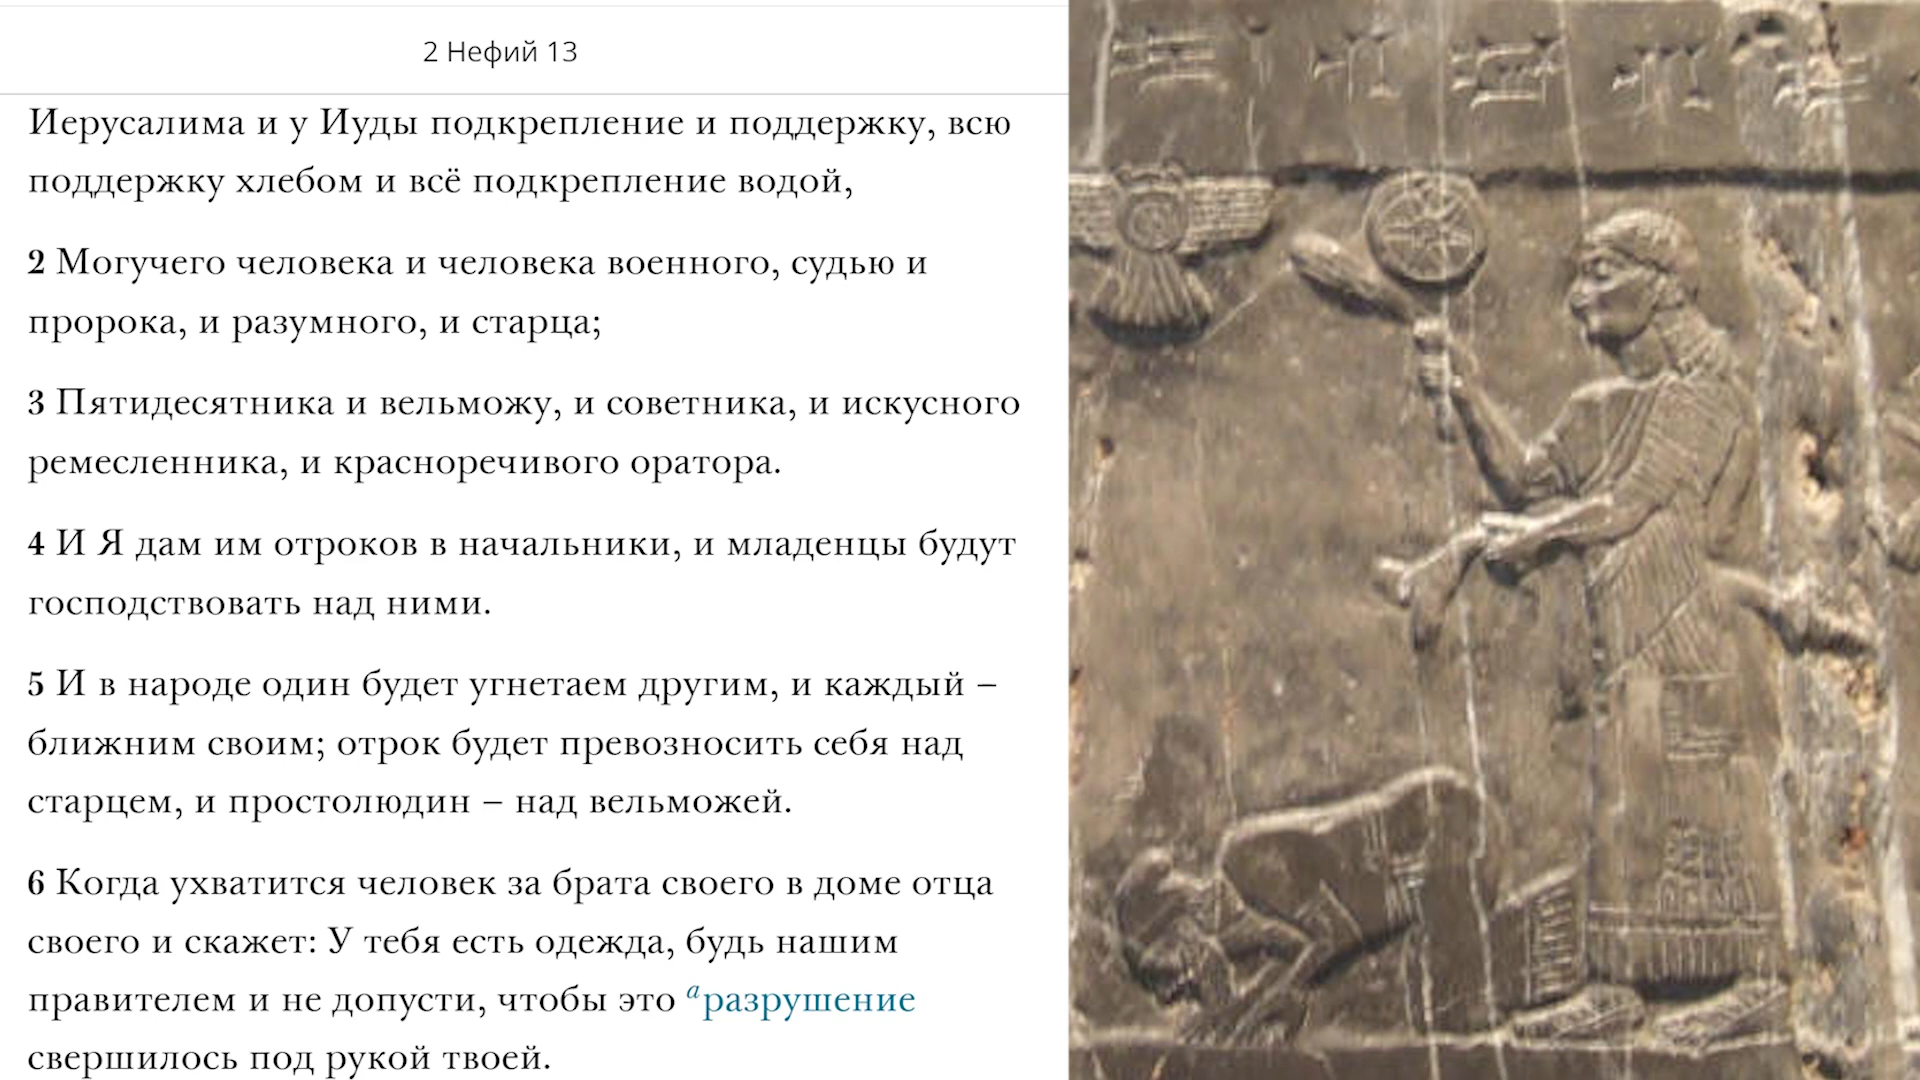 2 Нефий 13
Иерусалима и у Иуды подкрепление и поддержку, всю
поддержку хлебом и всё подкрепление водой,
2 Могучего человека и человека военного, судью и
пророка, и разумного, и старца;
3 Пятидесятника и вельможу, и советника, и искусного
ремесленника, и красноречивого оратора.
4 И Я дам им отроков в начальники, и младенцы будут
господствовать над ними.
5 И в народе один будет угнетаем другим, и каждый –
ближним своим; отрок будет превозносить себя над
старцем, и простолюдин – над вельможей.
6 Когда ухватится человек за брата своего в доме отца
своего и скажет: У тебя есть одежда, будь нашим
правителем и не допусти, чтобы это ᵃразрушение
свершилось под рукой твоей.